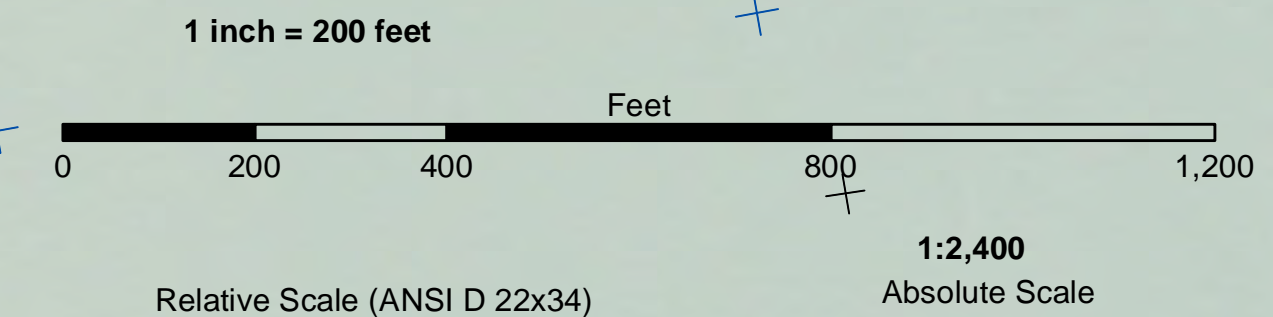 1 inch = 200 feet
Feet
0 200 400 800 1,200
1:2,400
Absolute Scale
Relative Scale (ANSI D 22x34)